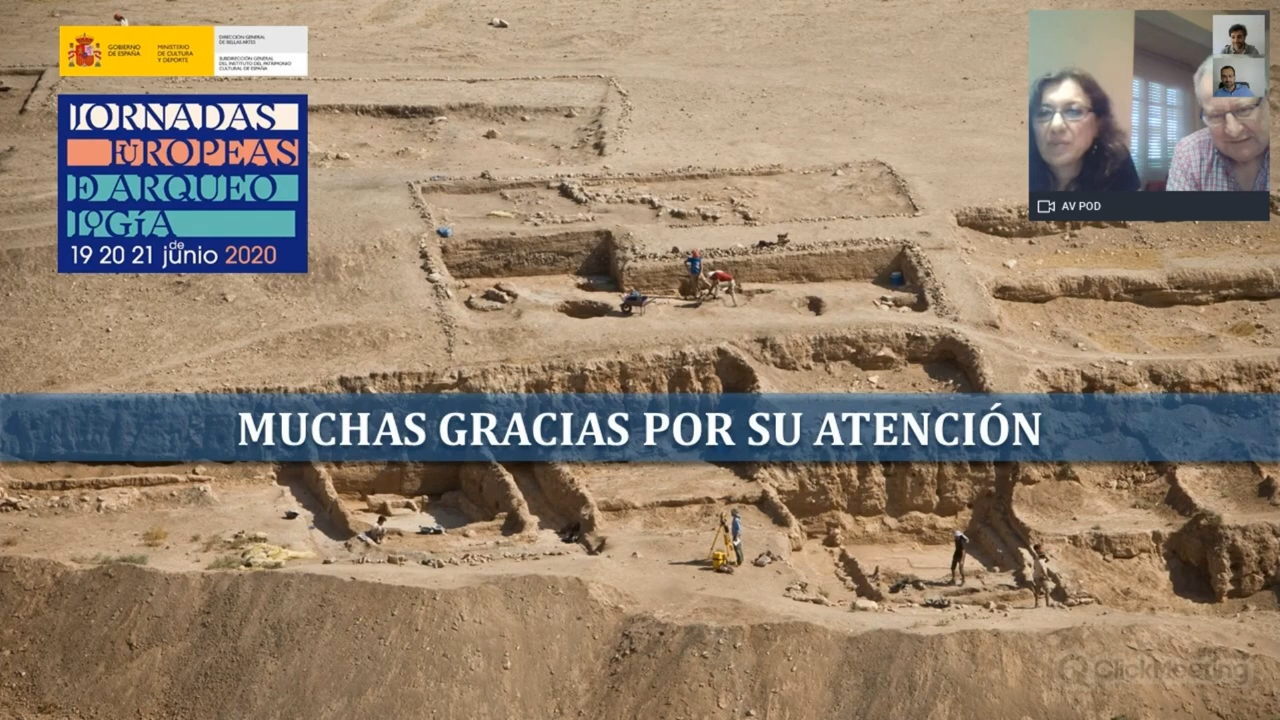 GOBIERNO
DE ESPAÑA
MINISTERIO
DE CULTURA
Y DEPORTE
DIRECCIÓN GENERAL
DE BELLAS ARTES
SUBDIRECCIÓN GENERAL
DEL INSTITUTO DEL PATRIMONIO
CULTURAL DE ESPAÑA
JORNADAS
EUROPEAS
DE ARQUEO
LOGÍA
19 20 21 de junio 2020
AV POD
MUCHAS GRACIAS POR SU ATENCIÓN
ClickMeeting